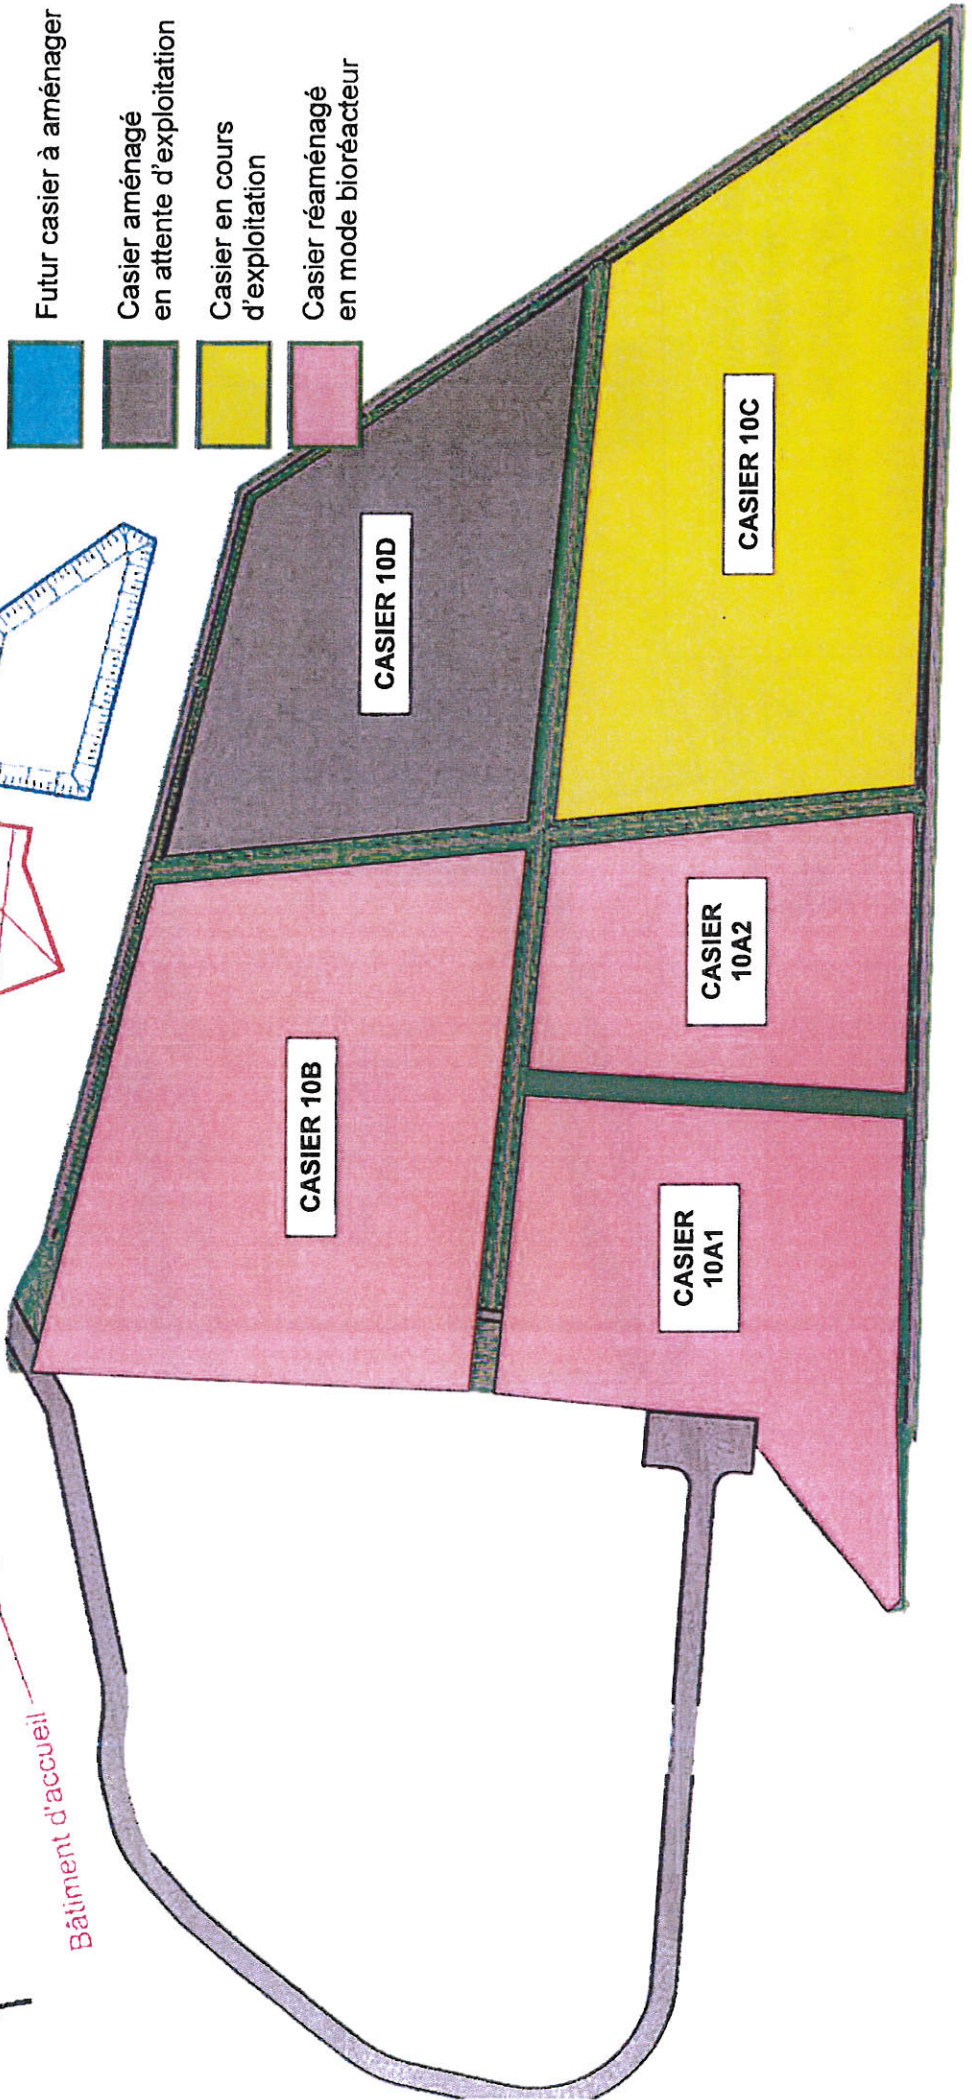 Futur casier à aménager
Casier aménagé
en attente d'exploitation
Casier en cours
d'exploitation
Casier réaménagé
en mode bioréacteur
Bâtiment d'accueil
CASIER 10B
CASIER 10D
CASIER
10A1
CASIER
10A2
CASIER 10C